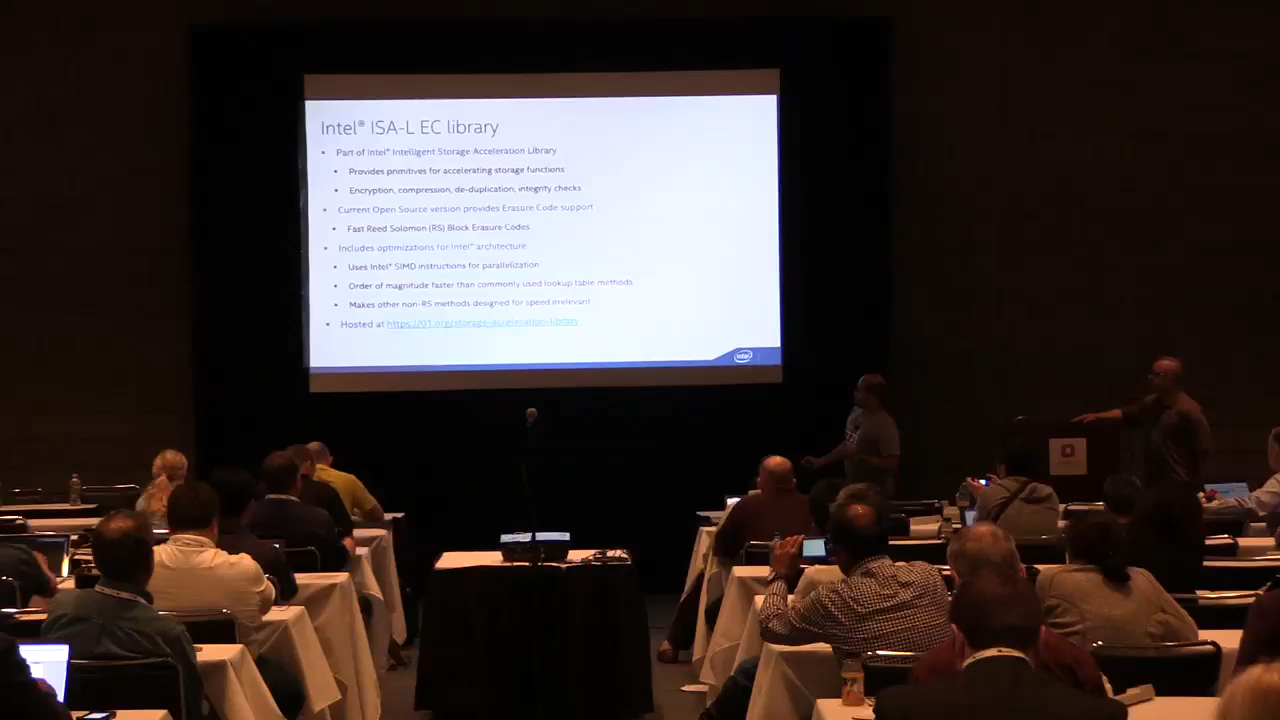 Intel® ISA-L EC library
Part of Intel® Intelligent Storage Acceleration Library
Provides primitives for accelerating storage functions
Encryption, compression, de-duplication, integrity checks
Current Open Source version provides Erasure Code support
Fast Reed Solomon (RS) Block Erasure Codes
Includes optimizations for Intel® architecture
Uses Intel® SIMD instructions for parallelization
Order of magnitude faster than commonly used lookup table methods
Makes other non-RS methods designed for speed irrelevant
Hosted at https://01.org/storage-acceleration-library
intel